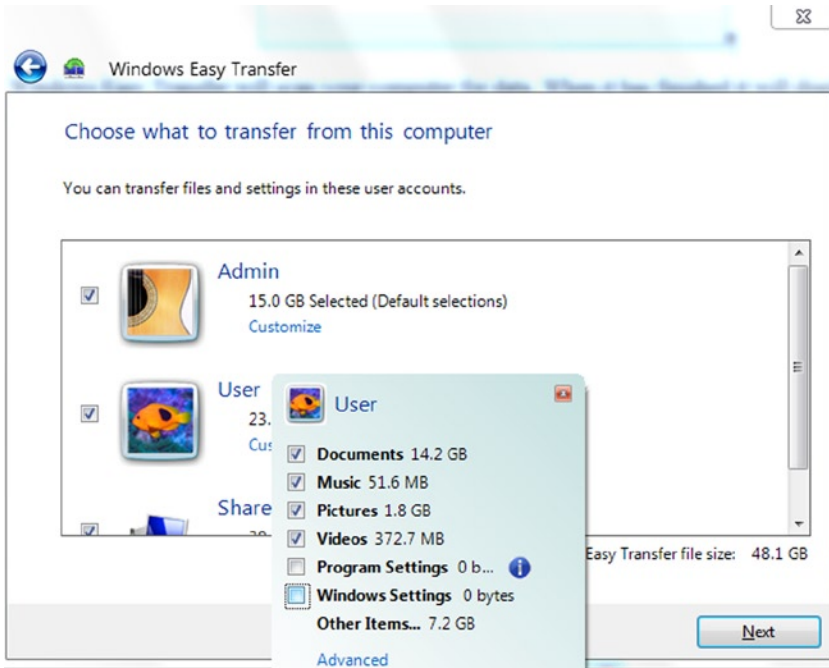 Windows Easy Transfer
Choose what to transfer from this computer
You can transfer files and settings in these user accounts.
Admin
15.0 GB Selected (Default selections)
Customize
User
23.
Cus
Share
User
Documents 14.2 GB
Music 51.6 MB
Pictures 1.8 GB
Videos 372.7 MB
Program Settings 0 b...
Windows Settings 0 bytes
Other Items... 7.2 GB
Advanced
Easy Transfer file size: 48.1 GB
Next